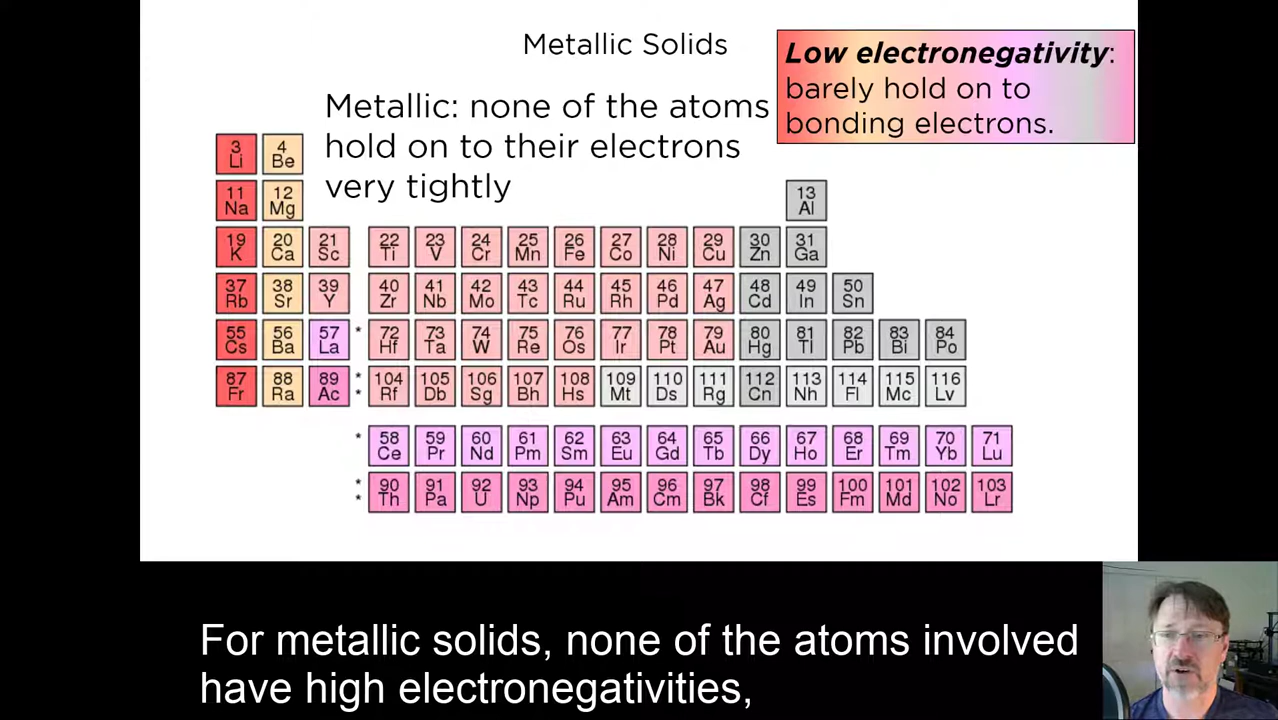 Metallic Solids
Low electronegativity:
barely hold on to
bonding electrons.
Metallic: none of the atoms
hold on to their electrons
very tightly
3 4
Li Be
11 12 13
Na Mg Al
19 20 21 22 23 24 25 26 27 28 29 30 31
K Ca Sc Ti V Cr Mn Fe Co Ni Cu Zn Ga
37 38 39 40 41 42 43 44 45 46 47 48 49 50
Rb Sr Y Zr Nb Mo Tc Ru Rh Pd Ag Cd In Sn
55 56 57 * 72 73 74 75 76 77 78 79 80 81 82 83 84
Cs Ba La Hf Ta W Re Os Ir Pt Au Hg Tl Pb Bi Po
87 88 89 * 104 105 106 107 108 109 110 111 112 113 114 115 116
Fr Ra Ac * Rf Db Sg Bh Hs Mt Ds Rg Cn Nh Fl Mc Lv
* 58 59 60 61 62 63 64 65 66 67 68 69 70 71
Ce Pr Nd Pm Sm Eu Gd Tb Dy Ho Er Tm Yb Lu
* 90 91 92 93 94 95 96 97 98 99 100 101 102 103
* Th Pa U Np Pu Am Cm Bk Cf Es Fm Md No Lr
For metallic solids, none of the atoms involved
have high electronegativities,